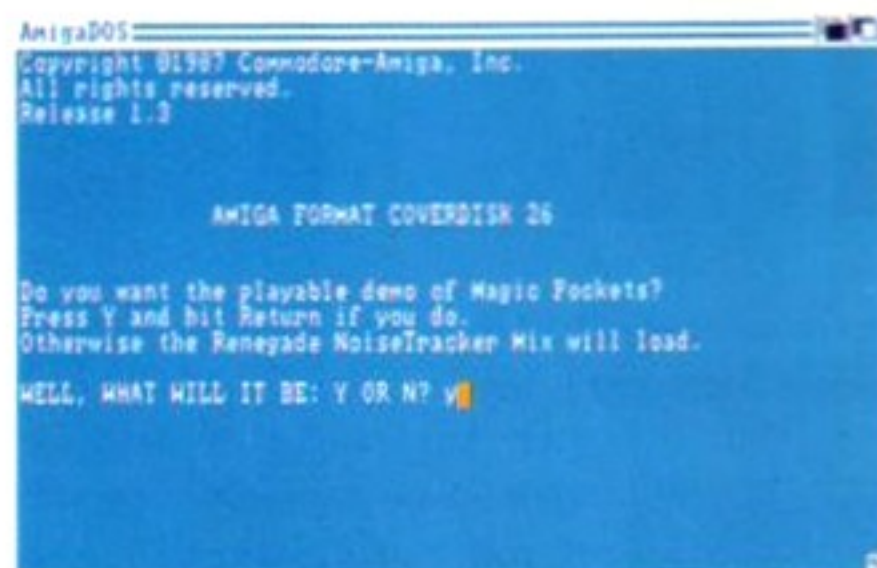 AmigaDOS
Copyright ©1987 Commodore-Amiga, Inc.
All rights reserved.
Release 1.3
AMIGA FORMAT COVERDISK 26
Do you want the playable demo of Magic Pockets?
Press Y and hit Return if you do.
Otherwise the Renegade NoiseTracker Mix will load.
WELL, WHAT WILL IT BE: Y OR N? y